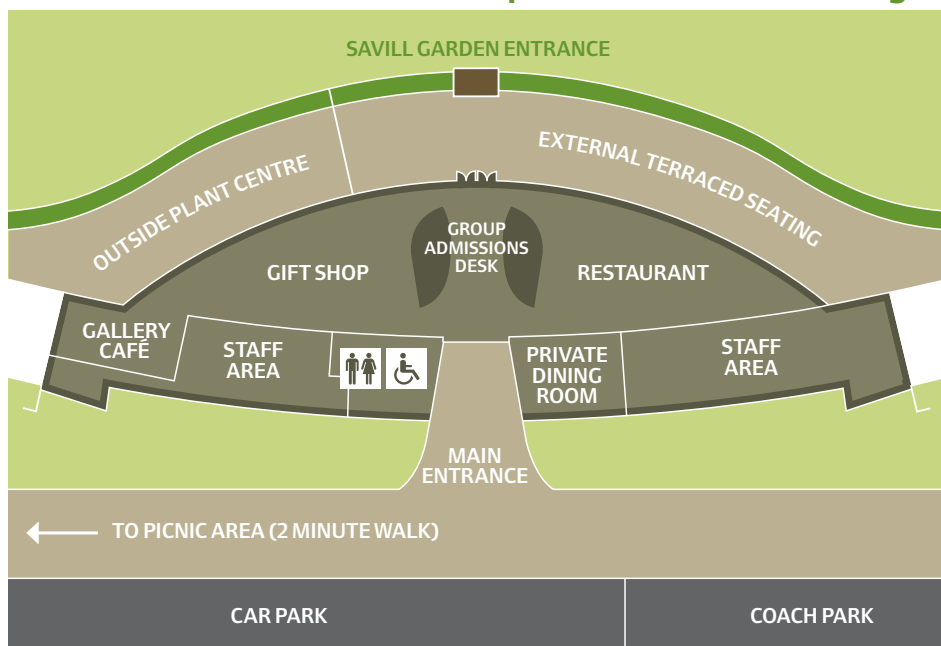 SAVILL GARDEN ENTRANCE
OUTSIDE PLANT CENTRE
EXTERNAL TERRACED SEATING
GROUP
ADMISSIONS
DESK
GIFT SHOP
RESTAURANT
GALLERY
CAFÉ
STAFF
AREA
PRIVATE
DINING
ROOM
STAFF
AREA
MAIN
ENTRANCE
TO PICNIC AREA (2 MINUTE WALK)
CAR PARK
COACH PARK